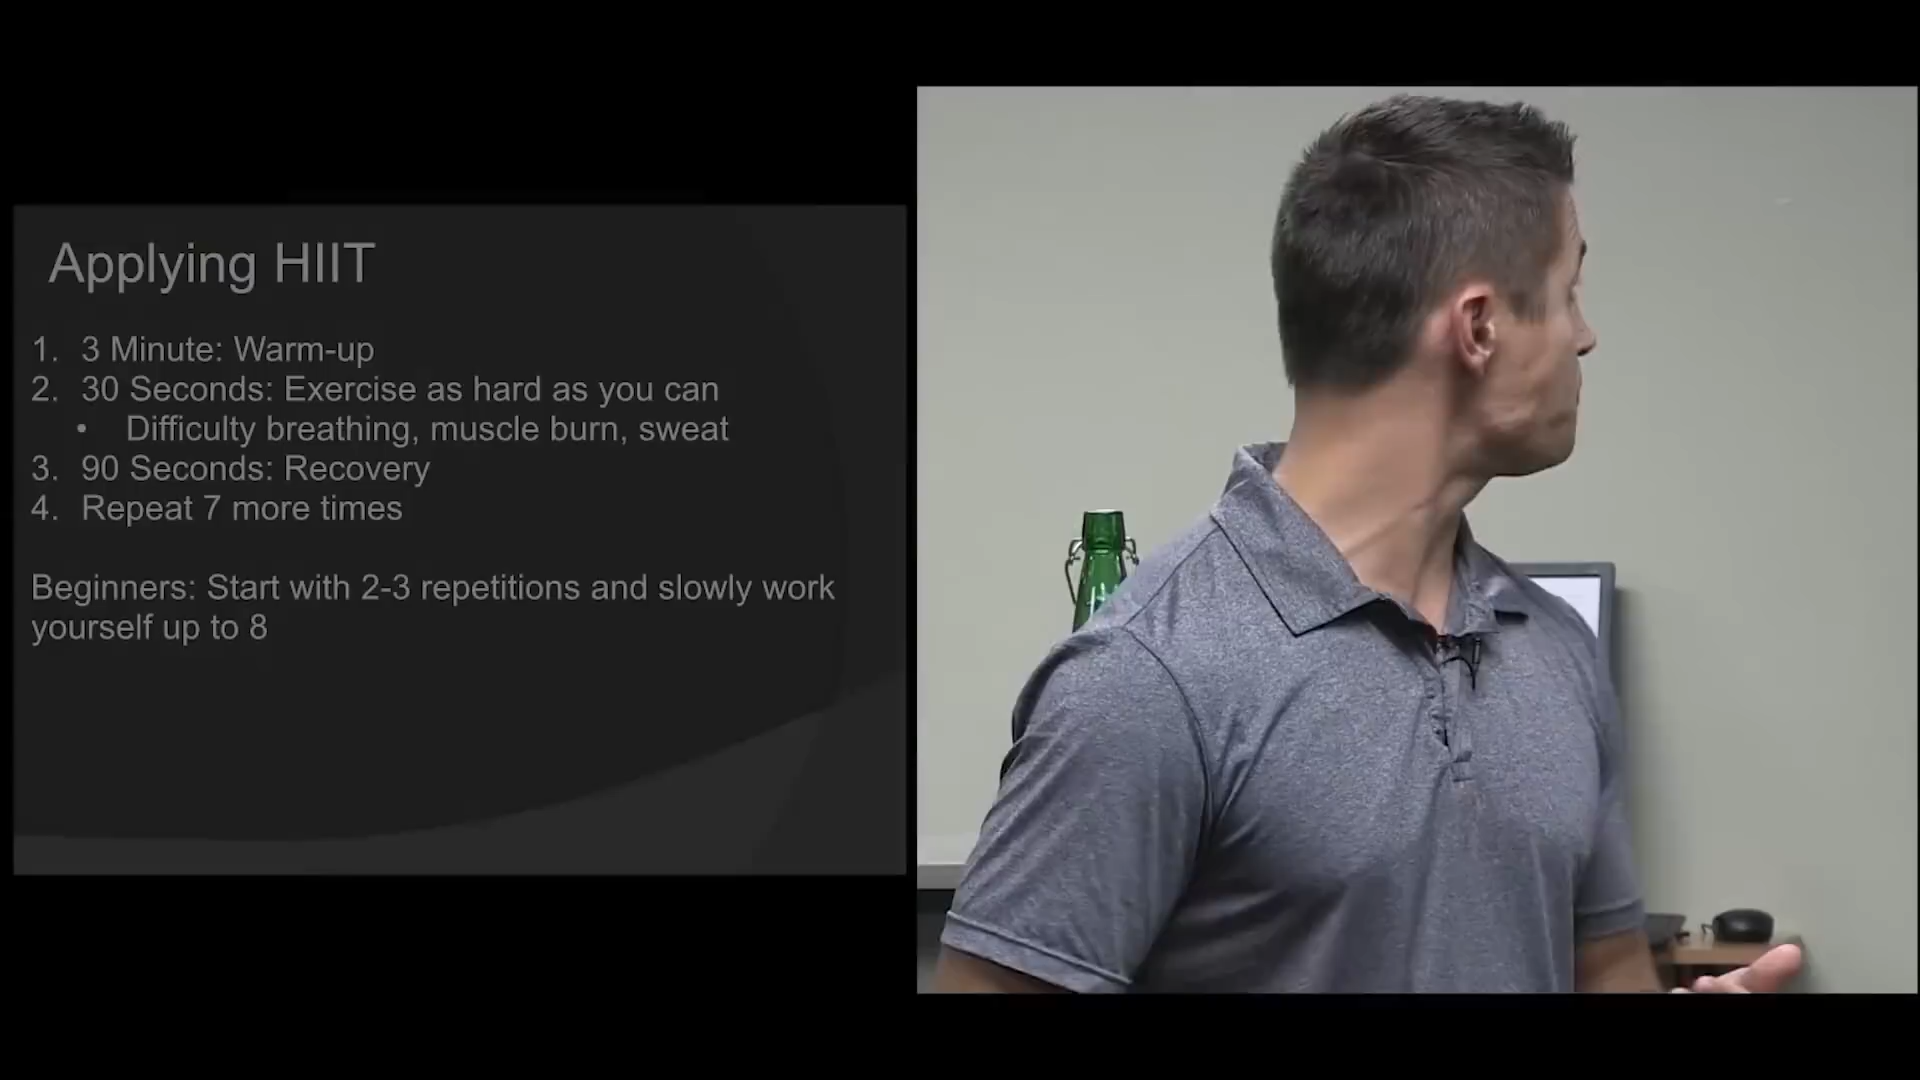 Applying HIIT
1. 3 Minute: Warm-up
2. 30 Seconds: Exercise as hard as you can
• Difficulty breathing, muscle burn, sweat
3. 90 Seconds: Recovery
4. Repeat 7 more times
Beginners: Start with 2-3 repetitions and slowly work
yourself up to 8